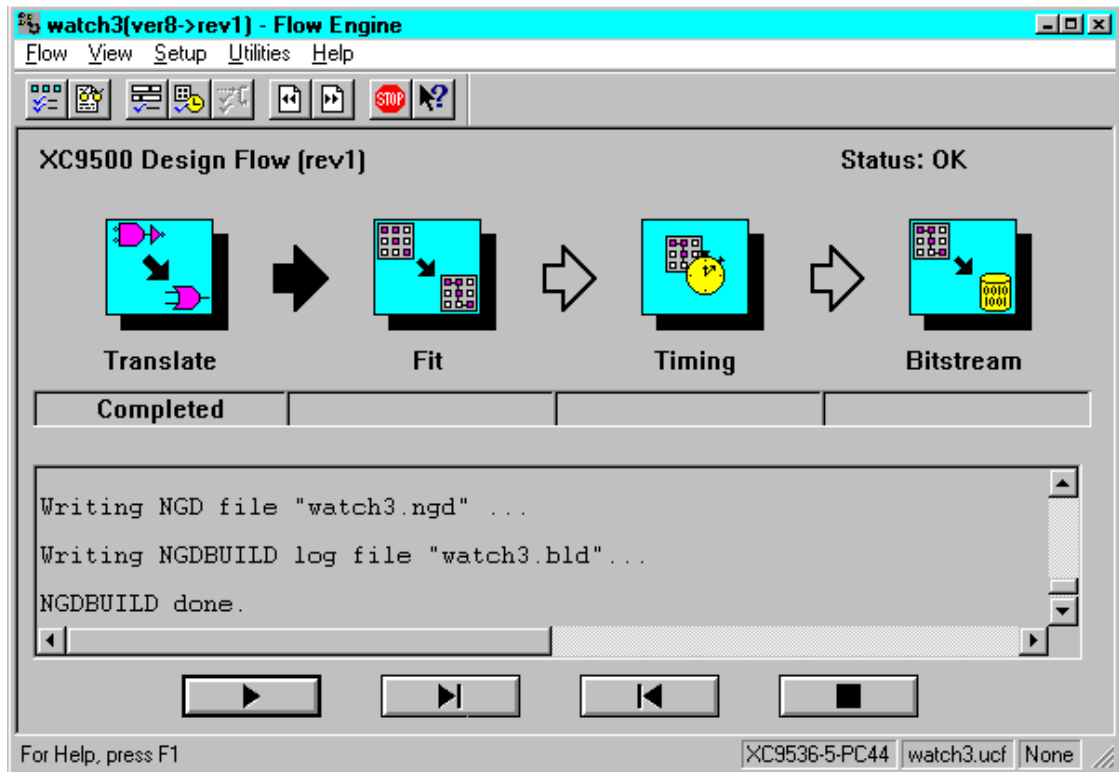 watch3(ver8->rev1) - Flow Engine
Flow View Setup Utilities Help
STOP
XC9500 Design Flow (rev1) Status: OK
0010
1001
Translate Fit Timing Bitstream
Completed
Writing NGD file "watch3.ngd" ...
Writing NGDBUILD log file "watch3.bld"...
NGDBUILD done.
For Help, press F1 XC9536-5-PC44 watch3.ucf None